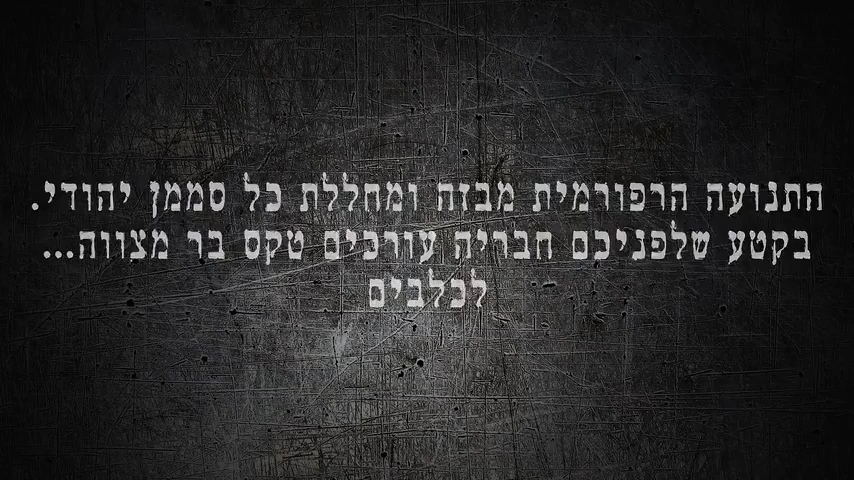 התנועה הרפורמית מבזה ומחללת כל סממן יהודי.
בקטע שלפניכם חבריה עורכים טקס בר מצווה...
לכלבים